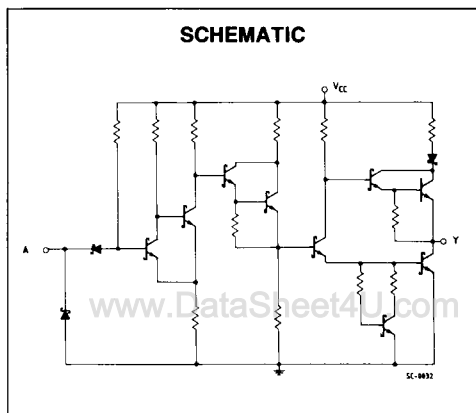 SCHEMATIC
VCC
A
Y
www.DataSheet4U.com
SC-0032